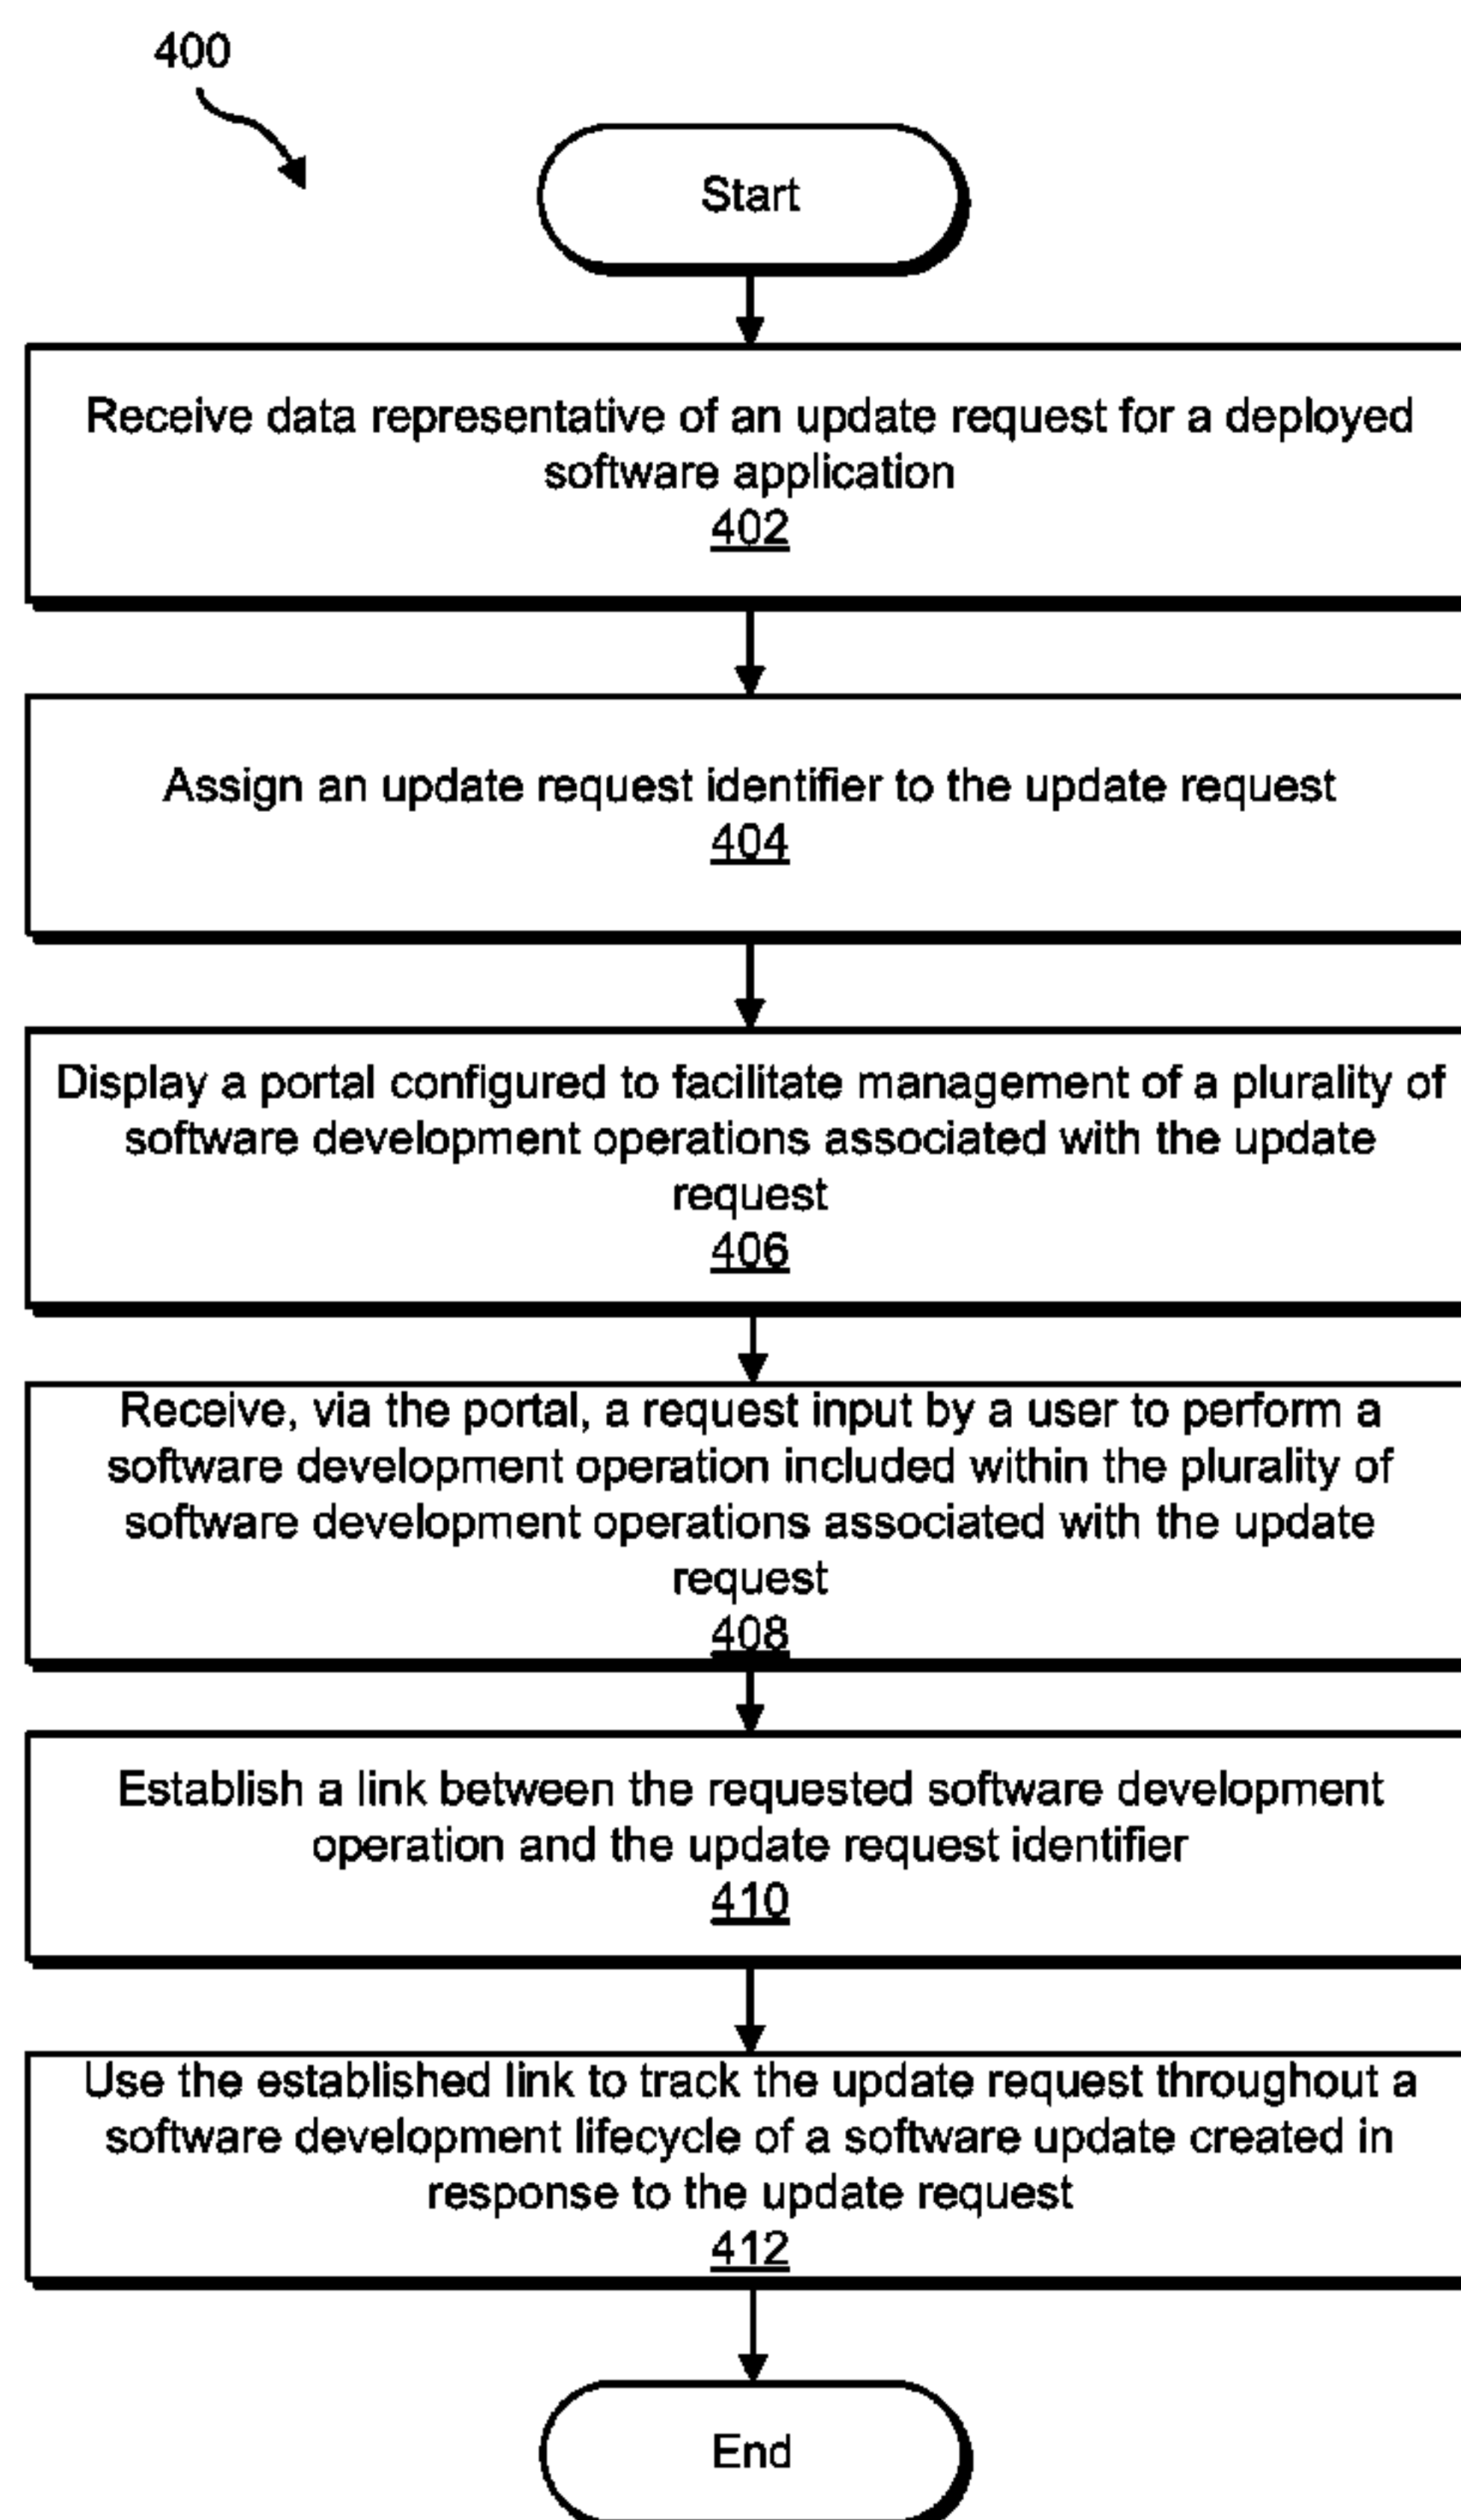 400
Start
Receive data representative of an update request for a deployed
software application
402
Assign an update request identifier to the update request
404
Display a portal configured to facilitate management of a plurality of
software development operations associated with the update
request
406
Receive, via the portal, a request input by a user to perform a
software development operation included within the plurality of
software development operations associated with the update
request
408
Establish a link between the requested software development
operation and the update request identifier
410
Use the established link to track the update request throughout a
software development lifecycle of a software update created in
response to the update request
412
End